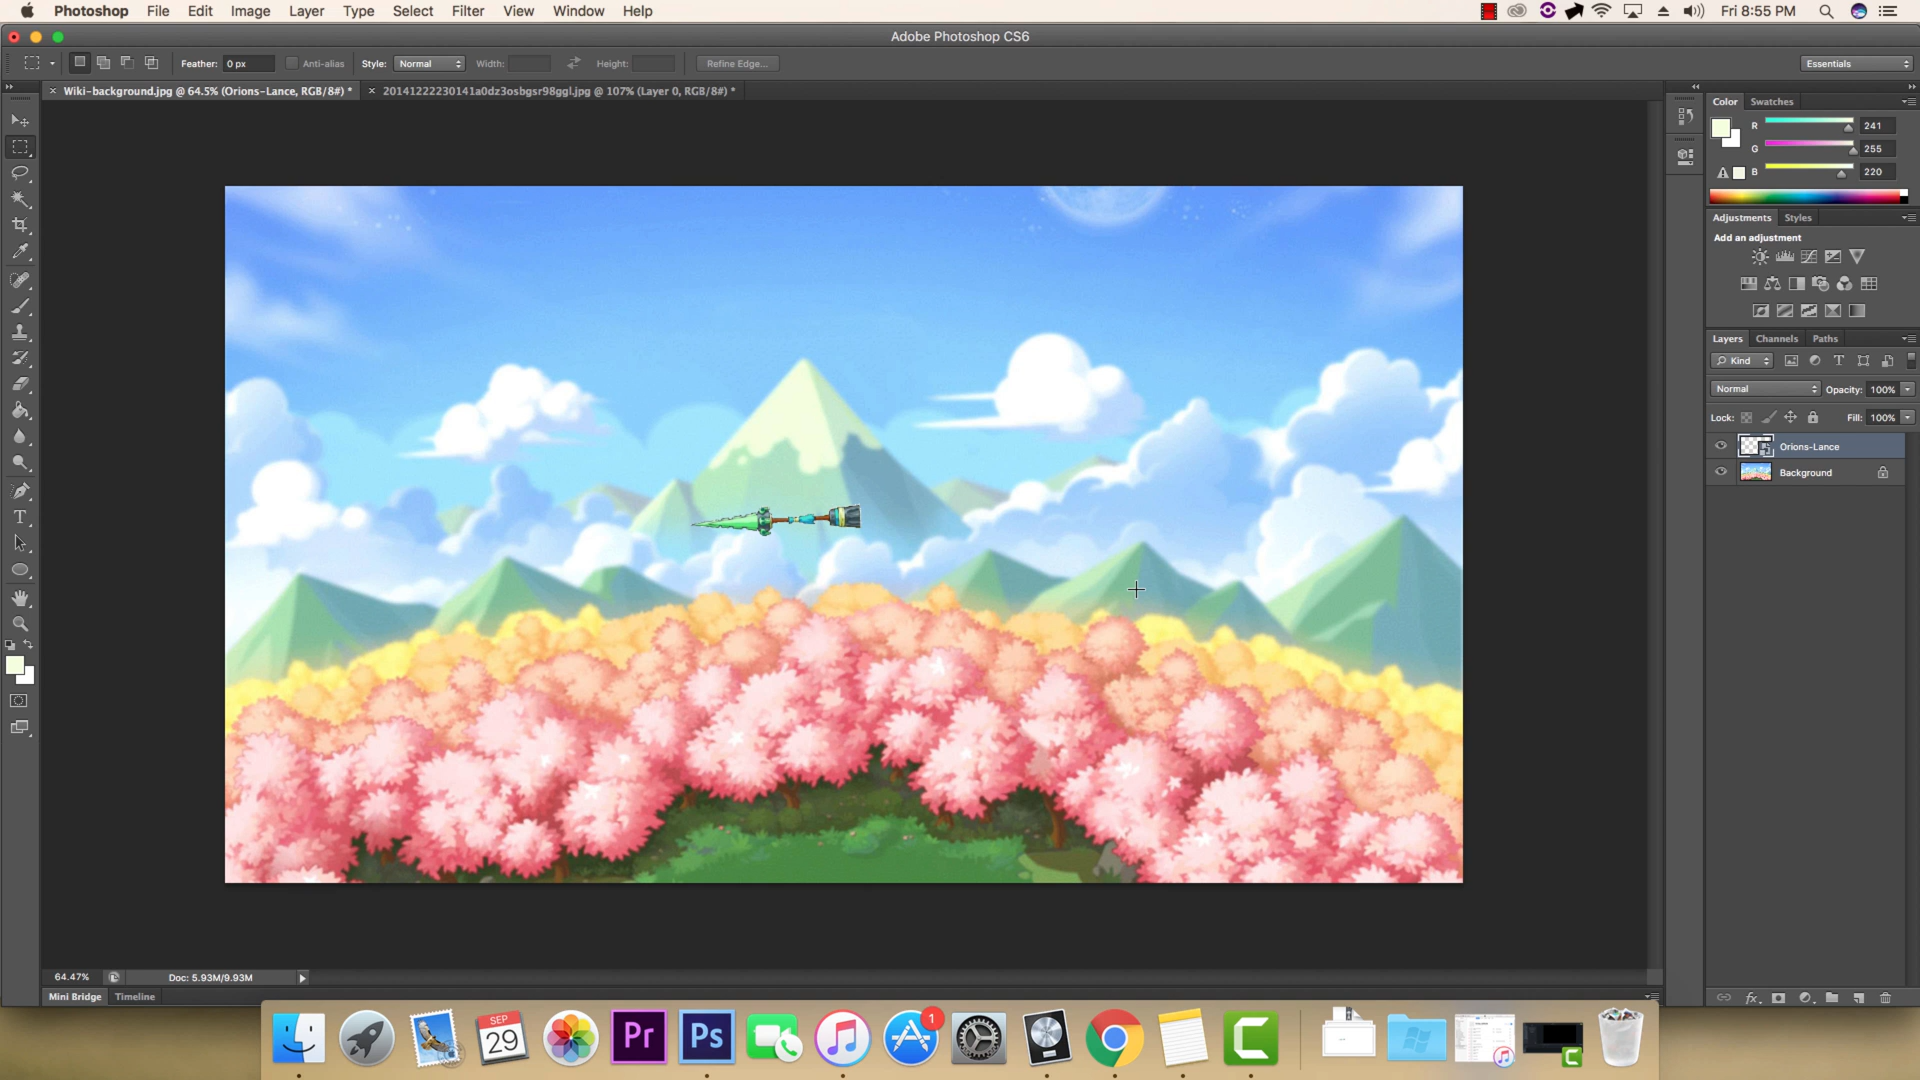 Photoshop File Edit Image Layer Type Select Filter View Window Help Fri 8:55 PM
Adobe Photoshop CS6
Feather: 0 px Anti-alias Style: Normal Width: Height: Refine Edge... Essentials
Wiki-background.jpg @ 64.5% (Orions-Lance, RGB/8#) * 20141222230141a0dz3osbgsr98ggl.jpg @ 107% (Layer 0, RGB/8#) *
Color Swatches
R 241
G 255
B 220
Adjustments Styles
Add an adjustment
Layers Channels Paths
Kind
Normal Opacity: 100%
Lock: Fill: 100%
Orions-Lance
Background
64.47% Doc: 5.93M/9.93M
Mini Bridge Timeline
SEP
29
Pr
Ps
1